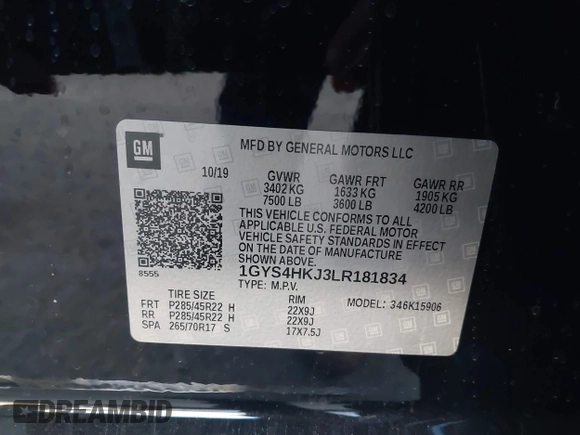 GM
MFD BY GENERAL MOTORS LLC
10/19
GVWR GAWR FRT GAWR RR
3402 KG 1633 KG 1905 KG
7500 LB 3600 LB 4200 LB
THIS VEHICLE CONFORMS TO ALL
APPLICABLE U.S. FEDERAL MOTOR
VEHICLE SAFETY STANDARDS IN EFFECT
ON THE DATE OF MANUFACTURE
SHOWN ABOVE.
8555
1GYS4HKJ3LR181834
TYPE: M.P.V.
MODEL: 346K15906
TIRE SIZE RIM
FRT P285/45R22 H 22X9J
RR P285/45R22 H 22X9J
SPA 265/70R17 S 17X7.5J
DREAMBID